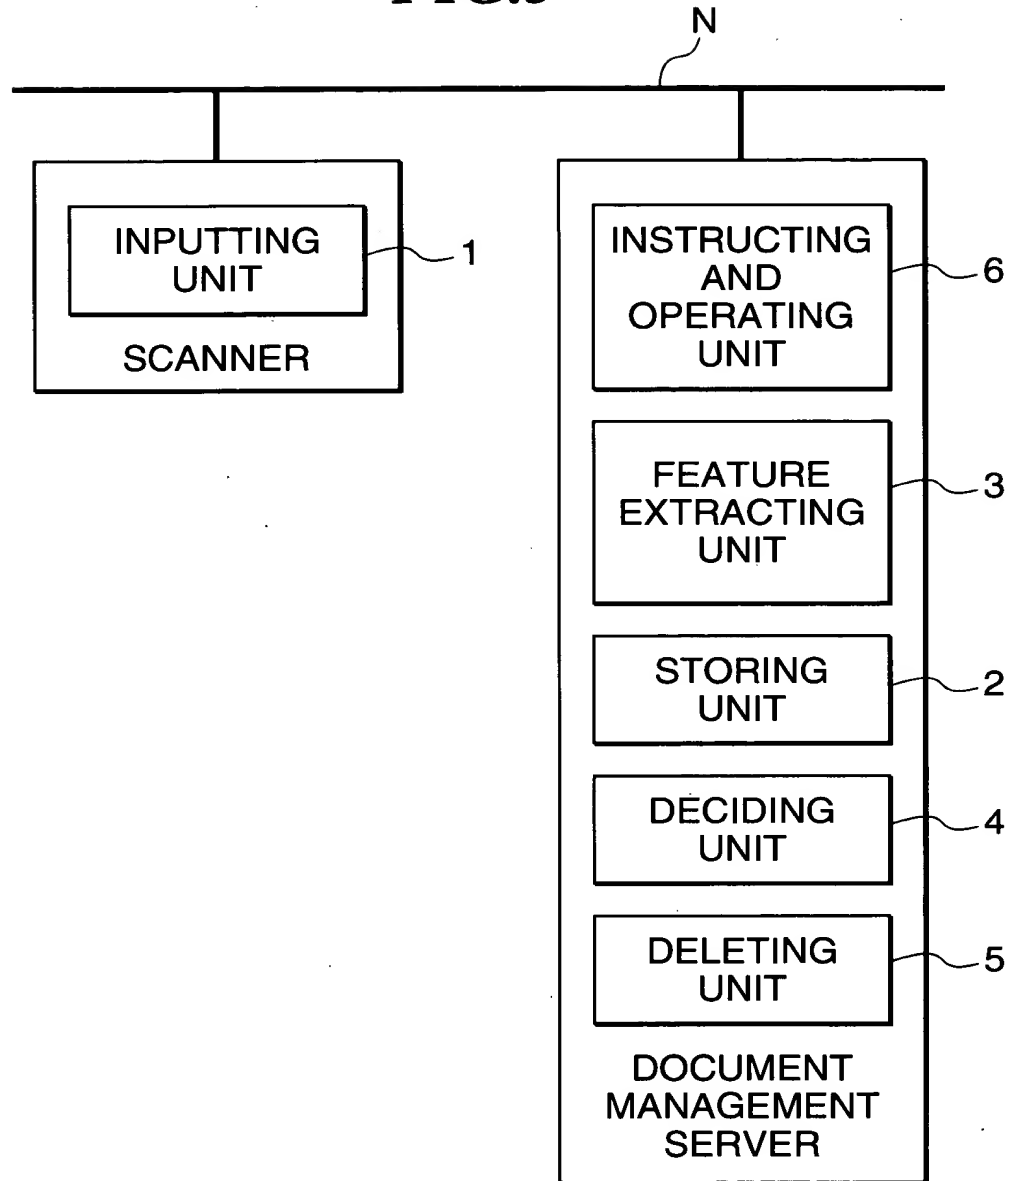 N
INPUTTING
UNIT
1
SCANNER
INSTRUCTING
AND
OPERATING
UNIT
6
FEATURE
EXTRACTING
UNIT
3
STORING
UNIT
2
DECIDING
UNIT
4
DELETING
UNIT
5
DOCUMENT
MANAGEMENT
SERVER